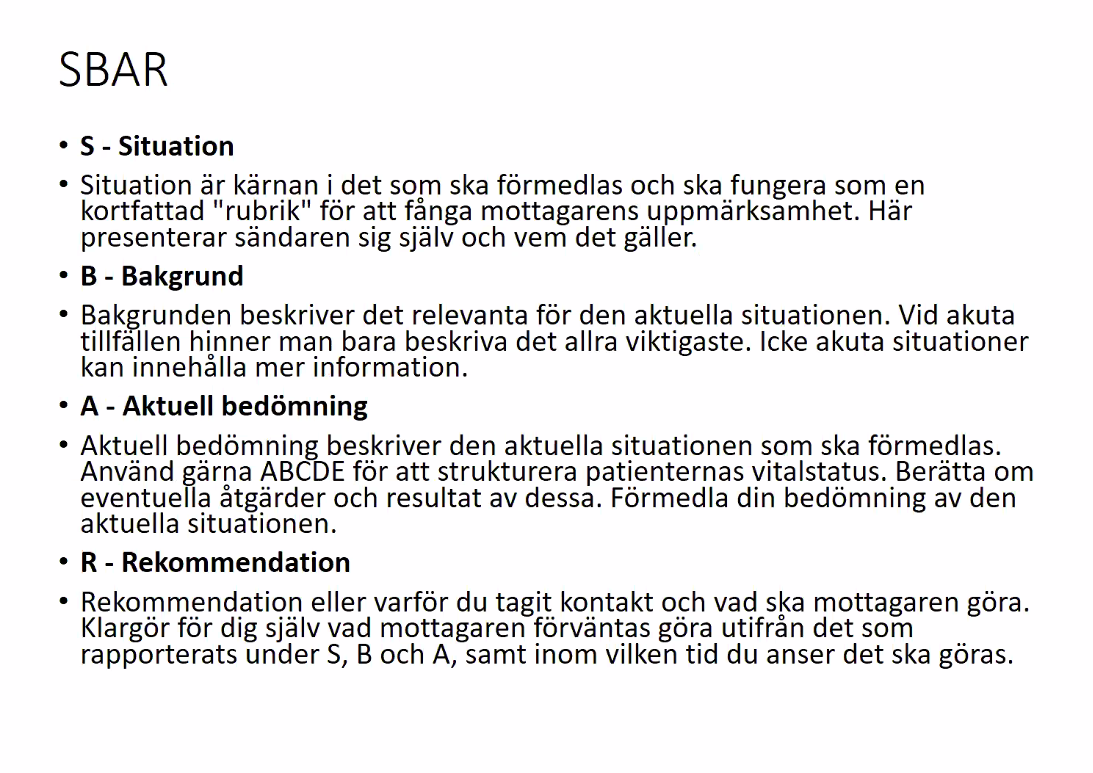 SBAR
• S - Situation
• Situation är kärnan i det som ska förmedlas och ska fungera som en
kortfattad "rubrik" för att fånga mottagarens uppmärksamhet. Här
presenterar sändaren sig själv och vem det gäller.
• B - Bakgrund
• Bakgrunden beskriver det relevanta för den aktuella situationen. Vid akuta
tillfällen hinner man bara beskriva det allra viktigaste. Icke akuta situationer
kan innehålla mer information.
• A - Aktuell bedömning
• Aktuell bedömning beskriver den aktuella situationen som ska förmedlas.
Använd gärna ABCDE för att strukturera patienternas vitalstatus. Berätta om
eventuella åtgärder och resultat av dessa. Förmedla din bedömning av den
aktuella situationen.
• R - Rekommendation
• Rekommendation eller varför du tagit kontakt och vad ska mottagaren göra.
Klargör för dig själv vad mottagaren förväntas göra utifrån det som
rapporterats under S, B och A, samt inom vilken tid du anser det ska göras.